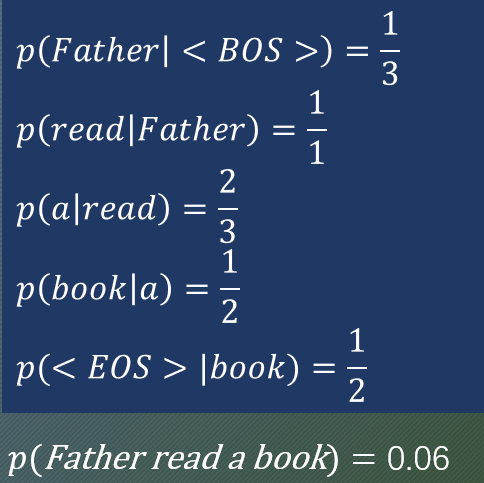 p(Father| < BOS >) = 1/3
p(read|Father) = 1/1
p(a|read) = 2/3
p(book|a) = 1/2
p(< EOS > |book) = 1/2
p(Father read a book) = 0.06